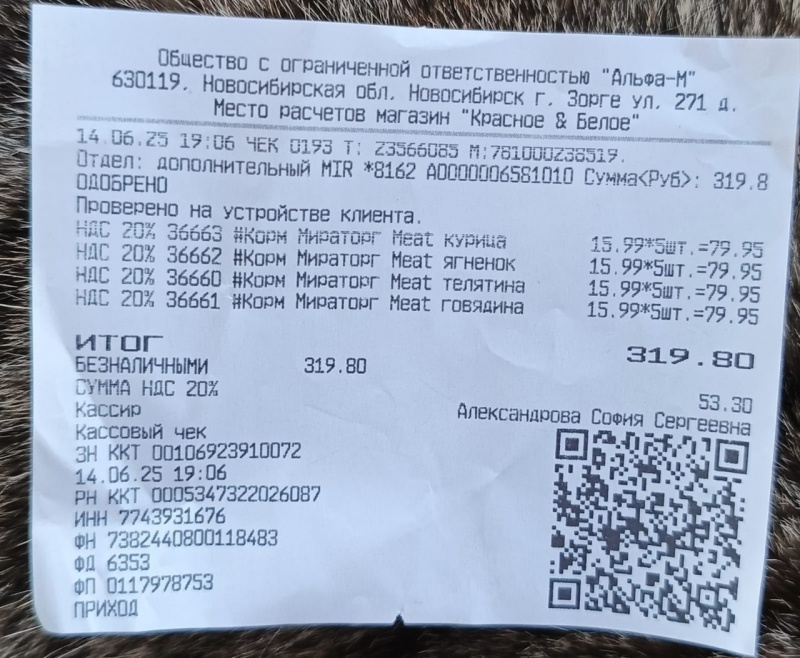 Общество с ограниченной ответственностью "Альфа-М"
630119, Новосибирская обл, Новосибирск г. Зорге ул, 271 д.
Место расчетов магазин "Красное & Белое"
14.06.25 19:06 ЧЕК 0193 Т: 23566085 М:781000238519.
Отдел: дополнительный MIR *8162 A0000006581010 Сумма<Руб>: 319.8
ОДОБРЕНО
Проверено на устройстве клиента.
НДС 20% 36663 #Корм Мираторг Meat курица 15.99*5шт.=79.95
НДС 20% 36662 #Корм Мираторг Meat ягненок 15.99*5шт.=79.95
НДС 20% 36660 #Корм Мираторг Meat телятина 15.99*5шт.=79.95
НДС 20% 36661 #Корм Мираторг Meat говядина 15.99*5шт.=79.95
ИТОГ 319.80
БЕЗНАЛИЧНЫМИ 319.80
СУММА НДС 20% 53.30
Кассир Александрова София Сергеевна
Кассовый чек
ЗН ККТ 00106923910072
14.06.25 19:06
РН ККТ 0005347322026087
ИНН 7743931676
ФН 7382440800118483
ФД 6353
ФП 0117978753
ПРИХОД